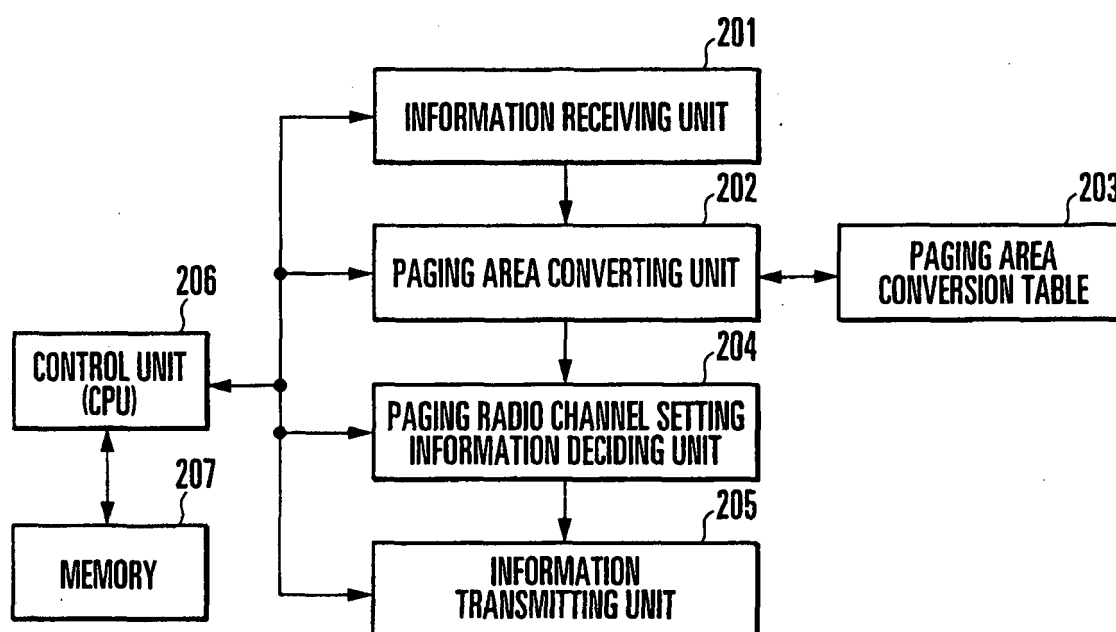 201
INFORMATION RECEIVING UNIT
202
PAGING AREA CONVERTING UNIT
203
PAGING AREA
CONVERSION TABLE
206
CONTROL UNIT
(CPU)
204
PAGING RADIO CHANNEL SETTING
INFORMATION DECIDING UNIT
207
MEMORY
205
INFORMATION
TRANSMITTING UNIT